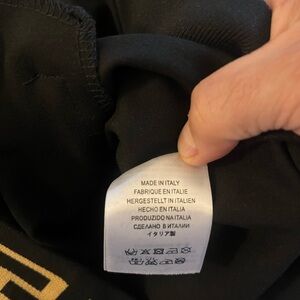 MADE IN ITALY
FABRIQUÉ EN ITALIE
HERGESTELLT IN ITALIEN
HECHO EN ITALIA
PRODUZIDO NA ITALIA
СДЕЛАНО В ИТАЛИИ
イタリア製